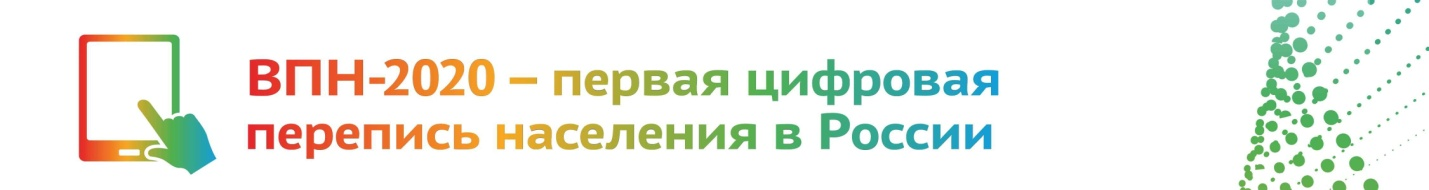 ВПН-2020 – первая цифровая
перепись населения в России